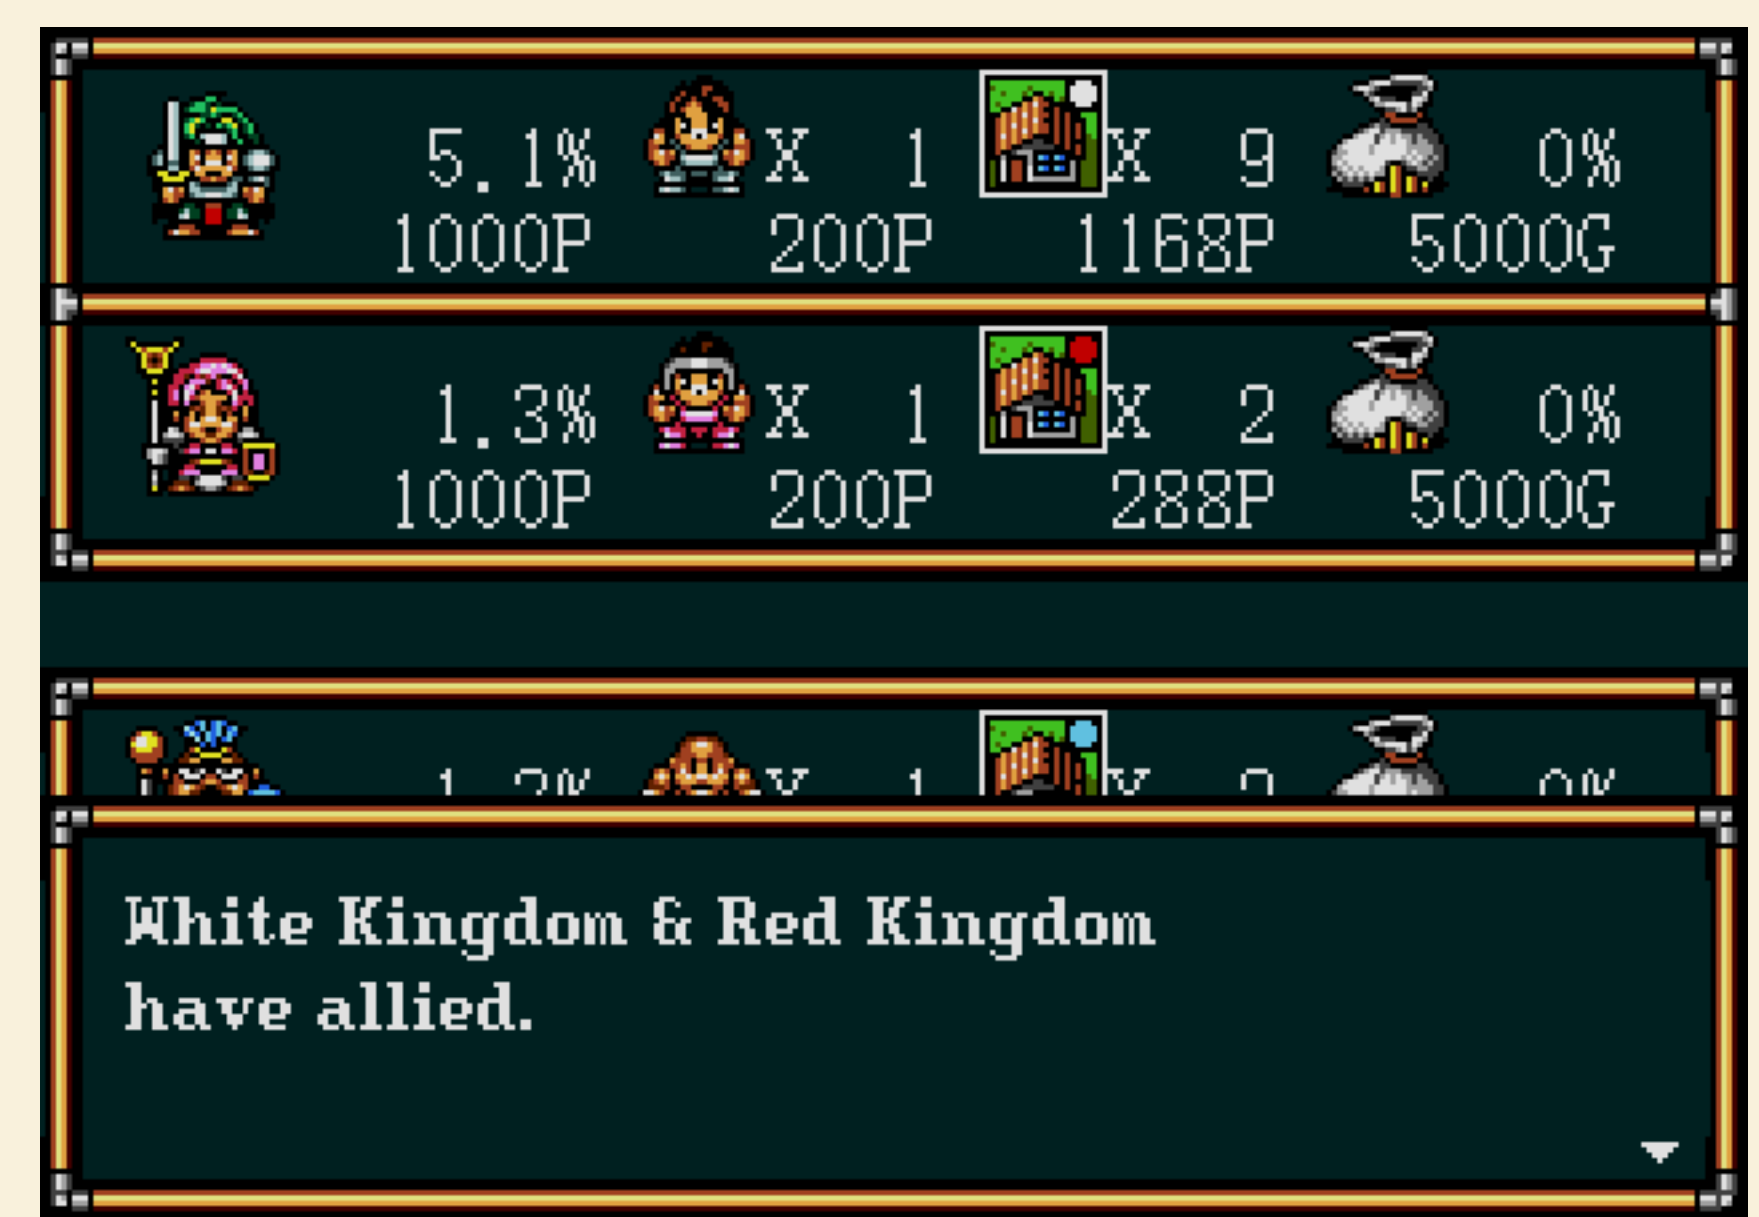 5.1% X 1 X 9 0%
1000P 200P 1168P 5000G
1.3% X 1 X 2 0%
1000P 200P 288P 5000G
White Kingdom & Red Kingdom
have allied.